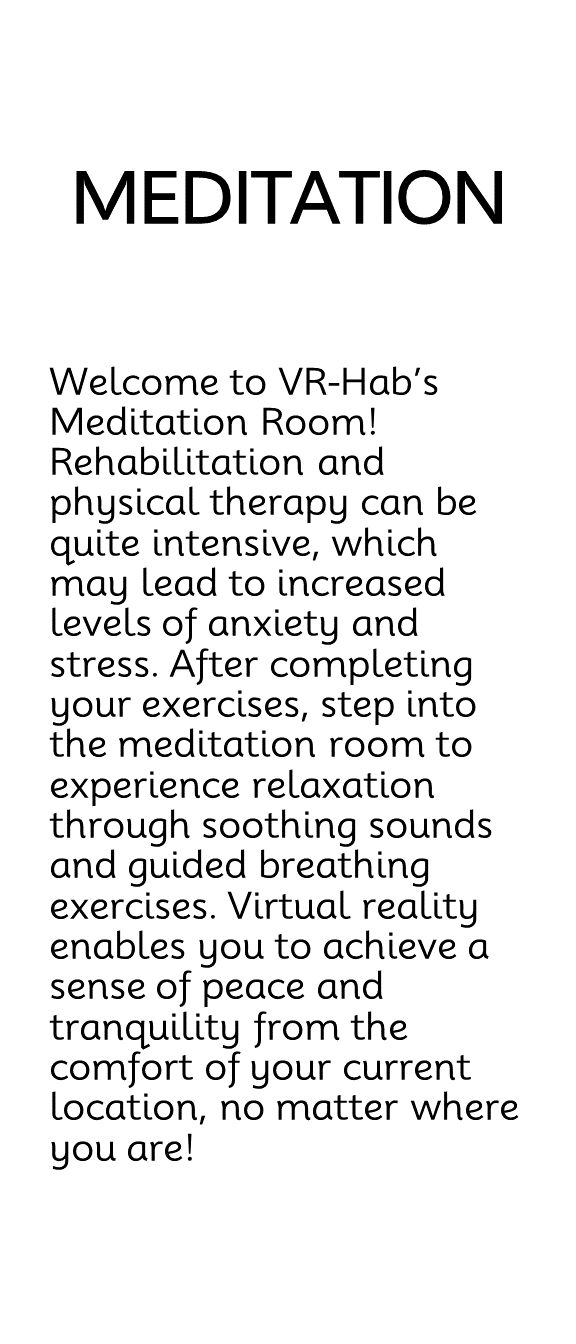 MEDITATION
Welcome to VR-Hab’s
Meditation Room!
Rehabilitation and
physical therapy can be
quite intensive, which
may lead to increased
levels of anxiety and
stress. After completing
your exercises, step into
the meditation room to
experience relaxation
through soothing sounds
and guided breathing
exercises. Virtual reality
enables you to achieve a
sense of peace and
tranquility from the
comfort of your current
location, no matter where
you are!